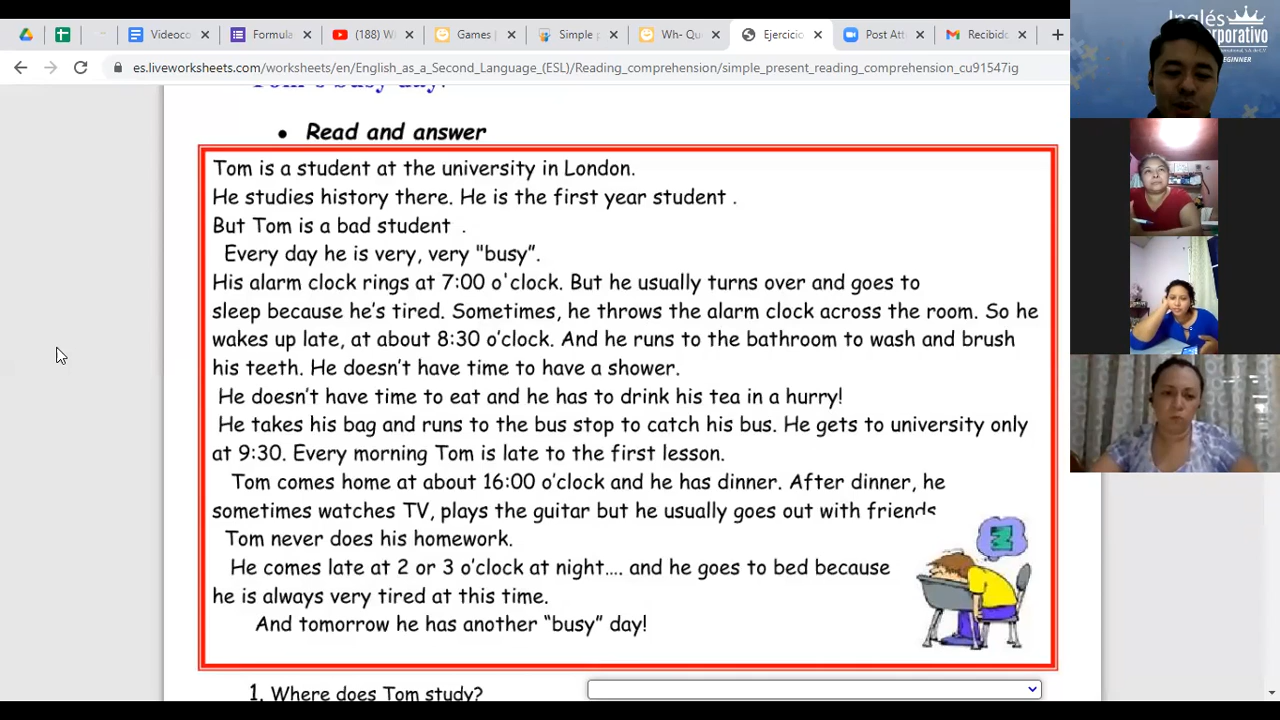 Videoco
Formula
(188) W
Games
Simple p
Wh- Que
Ejercicio
Post Att
Recibido
es.liveworksheets.com/worksheets/en/English_as_a_Second_Language_(ESL)/Reading_comprehension/simple_present_reading_comprehension_cu91547ig
Inglés
Corporativo
BEGINNER
Tom's busy day.
• Read and answer
Tom is a student at the university in London.
He studies history there. He is the first year student .
But Tom is a bad student .
Every day he is very, very "busy".
His alarm clock rings at 7:00 o'clock. But he usually turns over and goes to
sleep because he's tired. Sometimes, he throws the alarm clock across the room. So he
wakes up late, at about 8:30 o'clock. And he runs to the bathroom to wash and brush
his teeth. He doesn't have time to have a shower.
He doesn't have time to eat and he has to drink his tea in a hurry!
He takes his bag and runs to the bus stop to catch his bus. He gets to university only
at 9:30. Every morning Tom is late to the first lesson.
Tom comes home at about 16:00 o'clock and he has dinner. After dinner, he
sometimes watches TV, plays the guitar but he usually goes out with friends
Tom never does his homework.
He comes late at 2 or 3 o'clock at night.... and he goes to bed because
he is always very tired at this time.
And tomorrow he has another "busy" day!
Z
1. Where does Tom study?